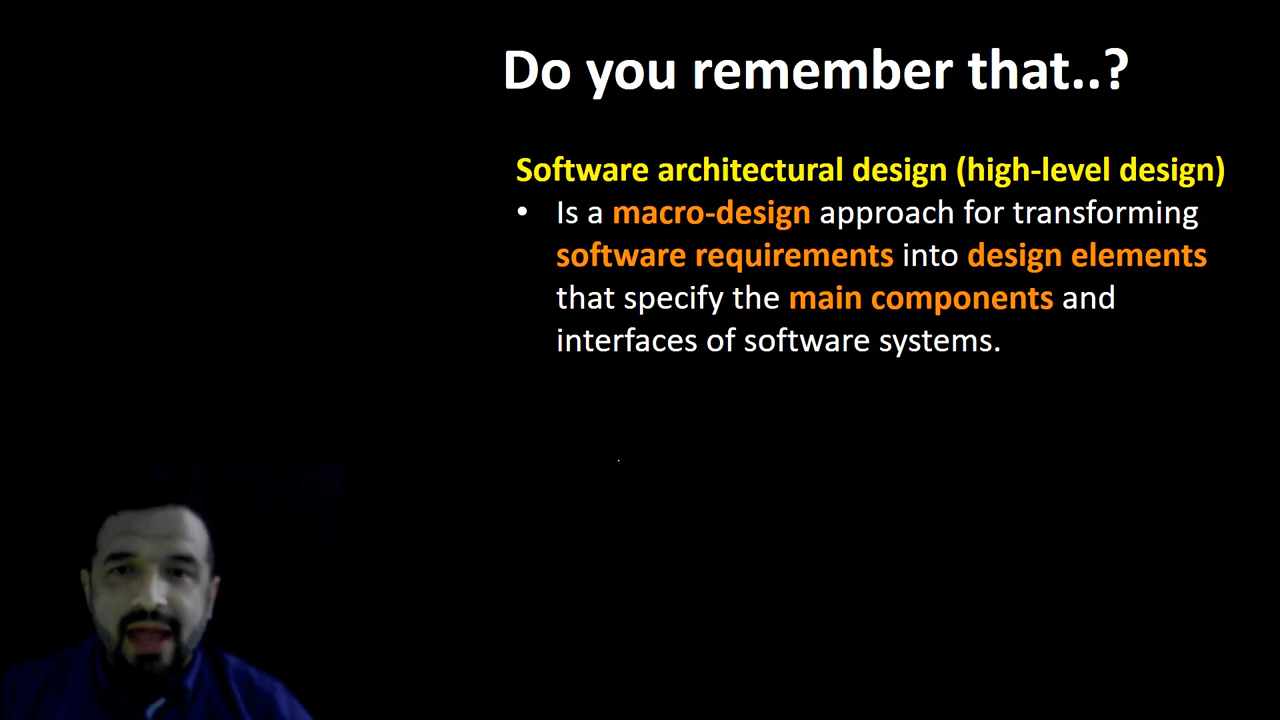 Do you remember that..?
Software architectural design (high-level design)
• Is a macro-design approach for transforming
software requirements into design elements
that specify the main components and
interfaces of software systems.